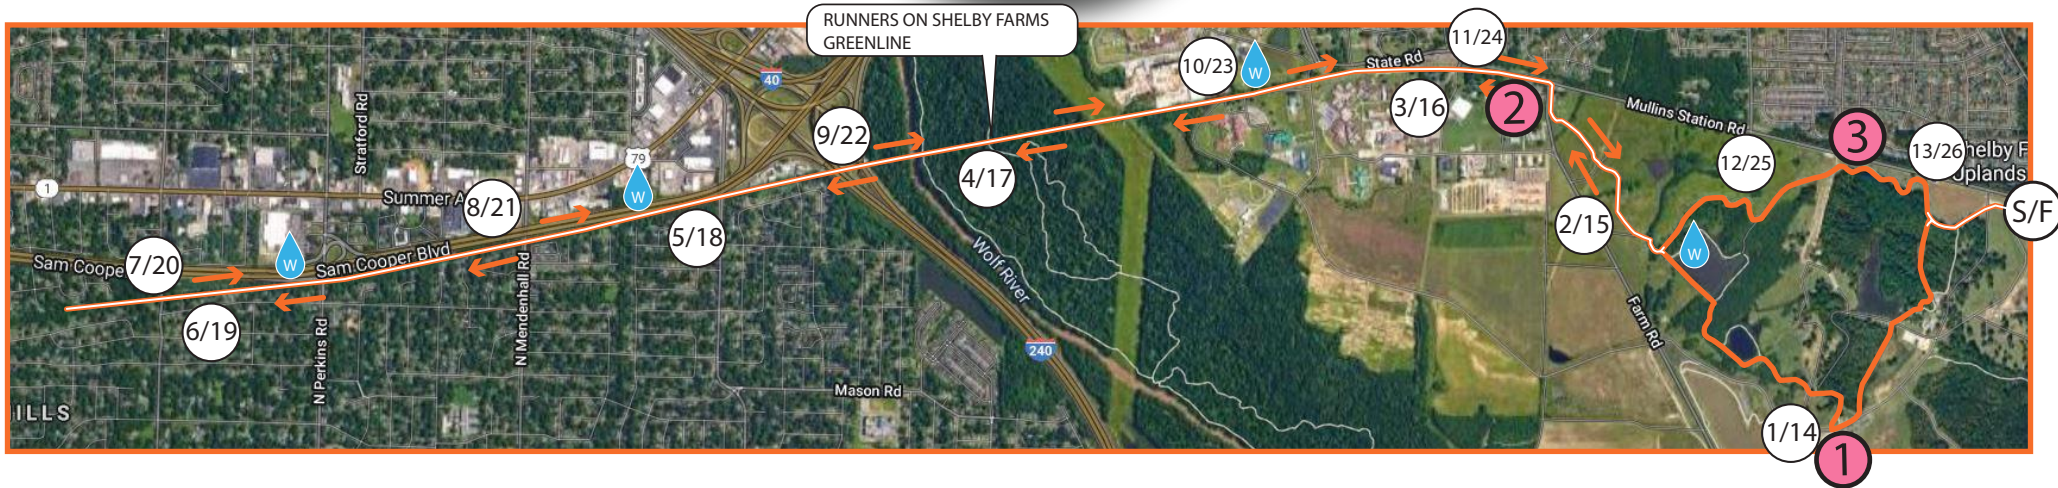 RUNNERS ON SHELBY FARMS
GREENLINE
11/24
10/23
W
State Rd
40
3/16
2
Mullins Station Rd
3
Stratford Rd
9/22
12/25
13/26
helby F
Uplands
79
W
4/17
1
Summer A
8/21
S/F
2/15
5/18
W
W
7/20
Sam Coope
Sam Cooper Blvd
Wolf River
N Mendenhall Rd
6/19
N Perkins Rd
Farm Rd
240
Mason Rd
ILLS
1/14
1